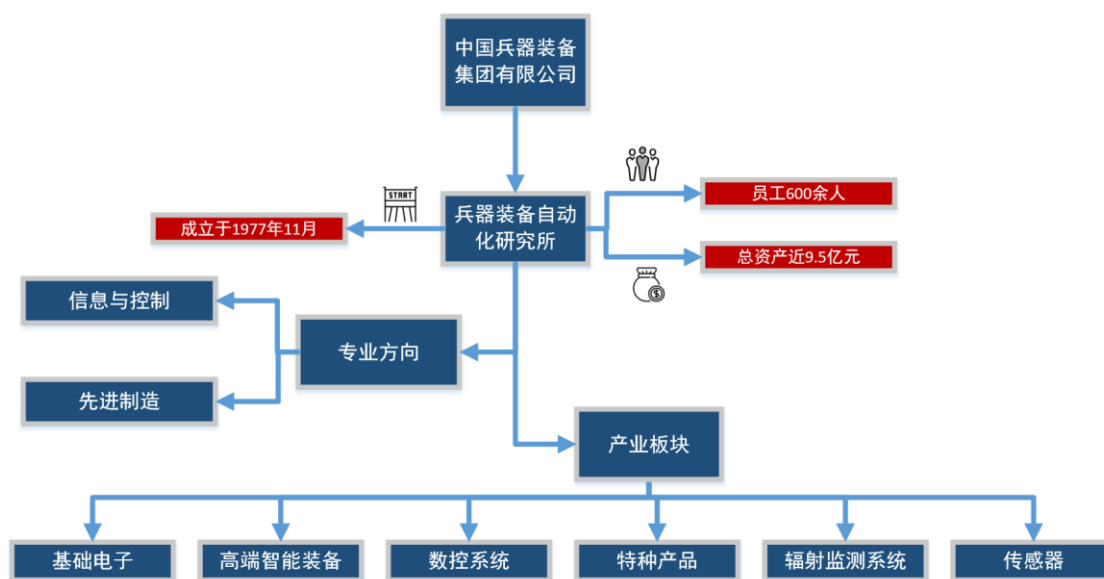 中国兵器装备
集团有限公司
START
员工600余人
成立于1977年11月
兵器装备自动
化研究所
总资产近9.5亿元
信息与控制
专业方向
先进制造
产业板块
基础电子
高端智能装备
数控系统
特种产品
辐射监测系统
传感器